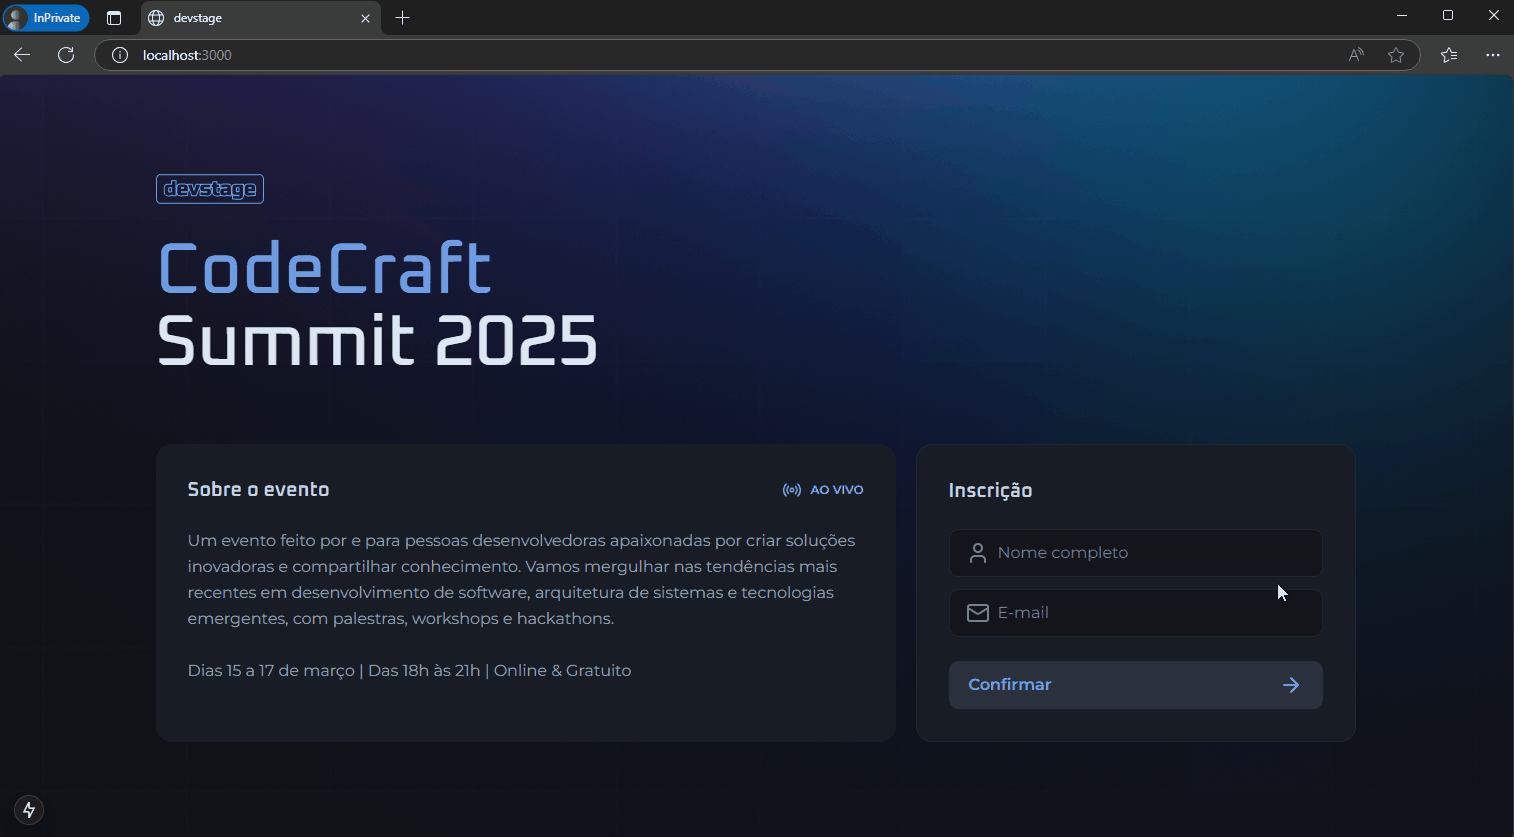 InPrivate
devstage
localhost:3000
devstage
CodeCraft
Summit 2025
Sobre o evento
AO VIVO
Um evento feito por e para pessoas desenvolvedoras apaixonadas por criar soluções
inovadoras e compartilhar conhecimento. Vamos mergulhar nas tendências mais
recentes em desenvolvimento de software, arquitetura de sistemas e tecnologias
emergentes, com palestras, workshops e hackathons.
Dias 15 a 17 de março | Das 18h às 21h | Online & Gratuito
Inscrição
Nome completo
E-mail
Confirmar